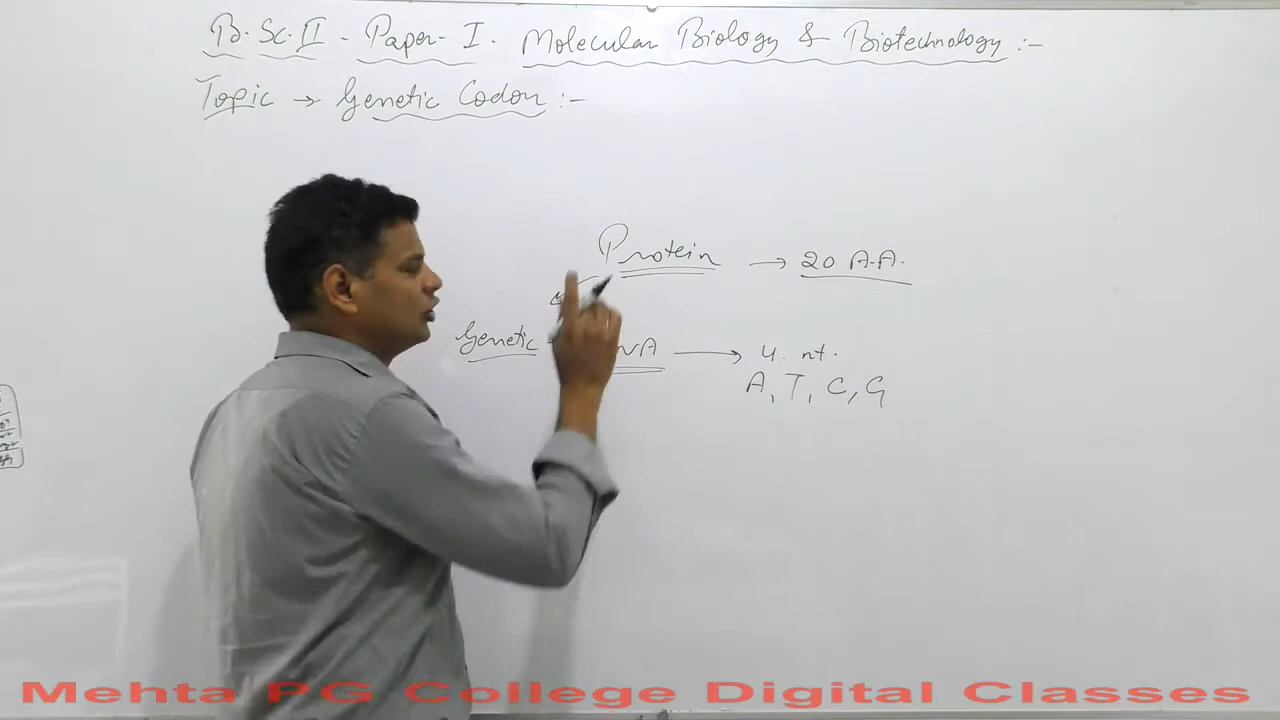 B.Sc.II - Paper-I. Molecular Biology & Biotechnology :-
Topic → Genetic Codon :-
Protein → 20 A.A.
Genetic → 4. nt.
A, T, C, G
Mehta PG College Digital Classes